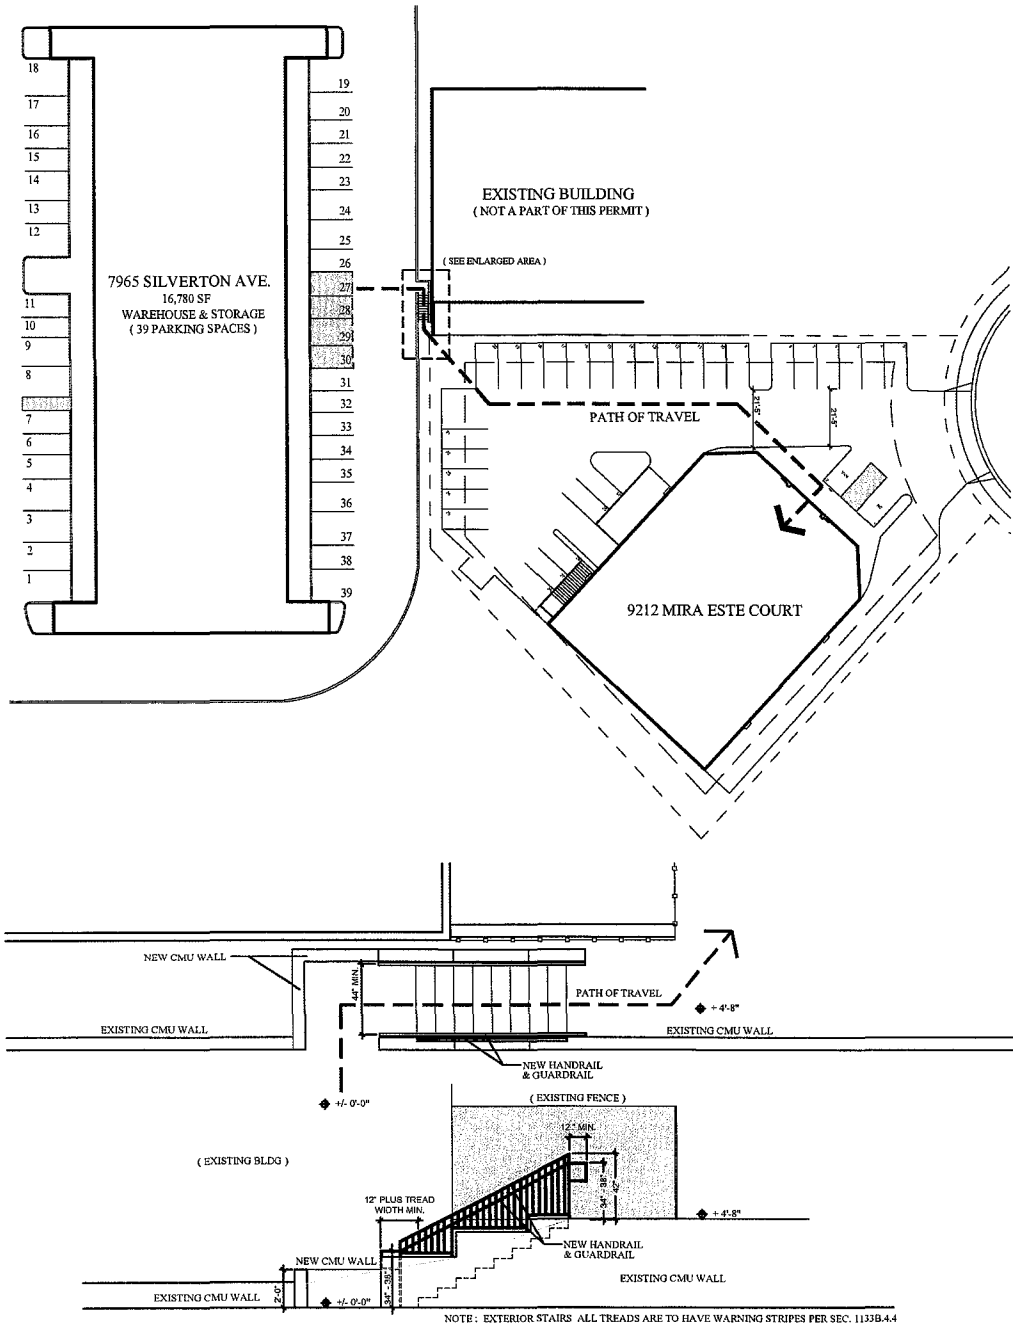 18
17
16
15
14
13
12
11
10
9
8
7
6
5
4
3
2
1
19
20
21
22
23
24
25
26
27
28
29
30
31
32
33
34
35
36
37
38
39
7965 SILVERTON AVE.
16,780 SF
WAREHOUSE & STORAGE
( 39 PARKING SPACES )
EXISTING BUILDING
( NOT A PART OF THIS PERMIT )
( SEE ENLARGED AREA )
PATH OF TRAVEL
21'-5"
21'-5"
9212 MIRA ESTE COURT
NEW CMU WALL
44" MIN.
PATH OF TRAVEL
+ 4'-8"
EXISTING CMU WALL
EXISTING CMU WALL
NEW HANDRAIL
& GUARDRAIL
+/- 0'-0"
( EXISTING FENCE )
12" MIN.
( EXISTING BLDG )
34" - 38"
42"
12" PLUS TREAD
WIDTH MIN.
+ 4'-8"
NEW HANDRAIL
& GUARDRAIL
NEW CMU WALL
34" - 38"
EXISTING CMU WALL
2'-0"
EXISTING CMU WALL
+/- 0'-0"
NOTE : EXTERIOR STAIRS ALL TREADS ARE TO HAVE WARNING STRIPES PER SEC. 1133B.4.4